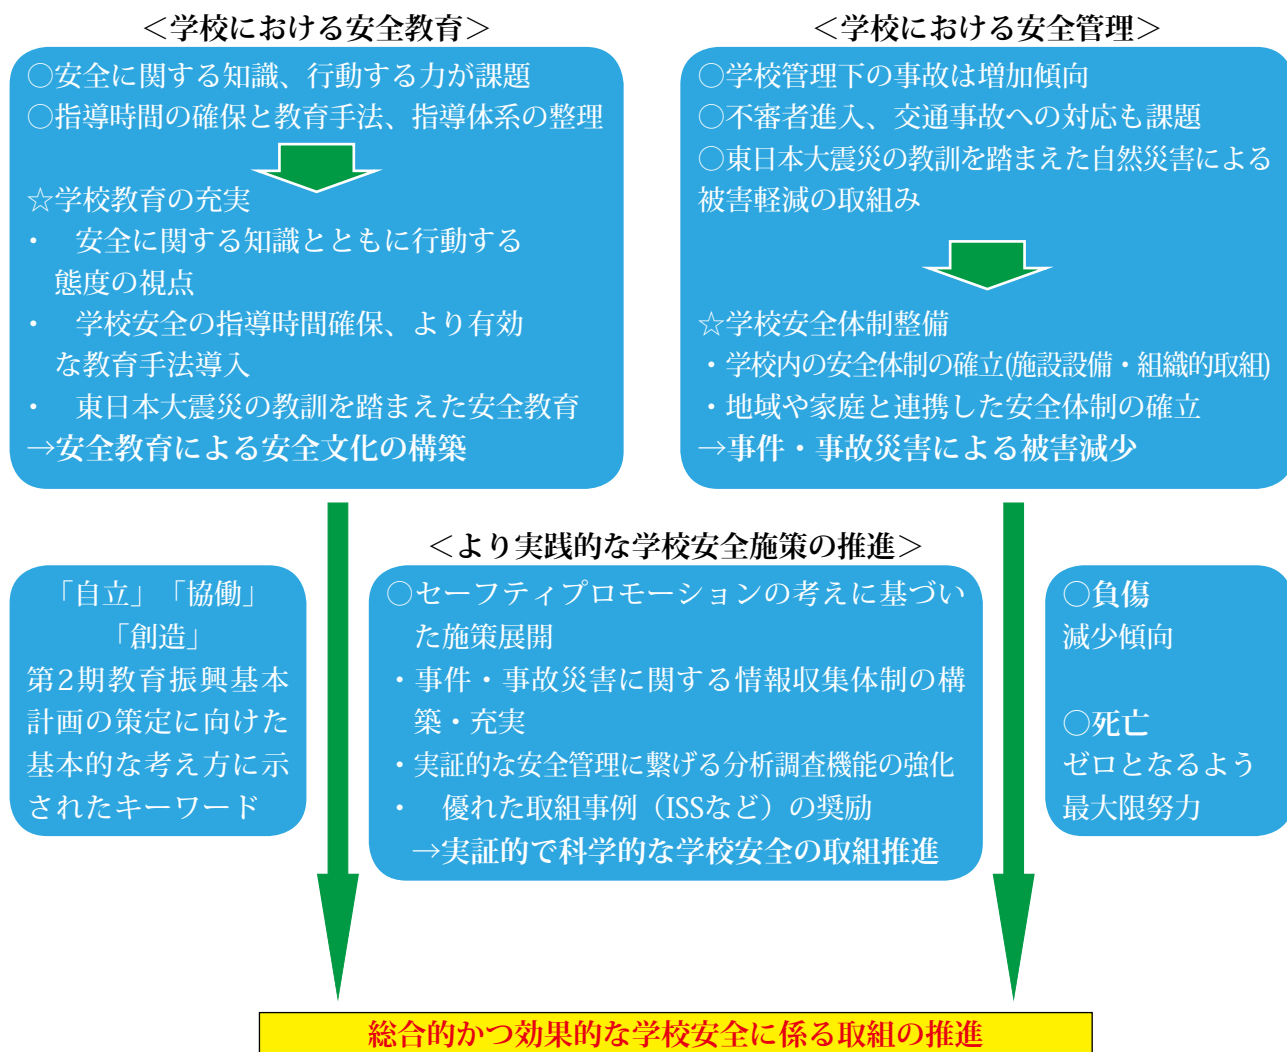 ＜学校における安全教育＞
○安全に関する知識、行動する力が課題
○指導時間の確保と教育手法、指導体系の整理
☆学校教育の充実
・　安全に関する知識とともに行動する
態度の視点
・　学校安全の指導時間確保、より有効
な教育手法導入
・　東日本大震災の教訓を踏まえた安全教育
→安全教育による安全文化の構築
＜学校における安全管理＞
○学校管理下の事故は増加傾向
○不審者進入、交通事故への対応も課題
○東日本大震災の教訓を踏まえた自然災害による
被害軽減の取組み
☆学校安全体制整備
・学校内の安全体制の確立(施設設備・組織的取組)
・地域や家庭と連携した安全体制の確立
→事件・事故災害による被害減少
「自立」「協働」
「創造」
第2期教育振興基本
計画の策定に向けた
基本的な考え方に示
されたキーワード
＜より実践的な学校安全施策の推進＞
○セーフティプロモーションの考えに基づい
た施策展開
・事件・事故災害に関する情報収集体制の構
築・充実
・実証的な安全管理に繋げる分析調査機能の強化
・　優れた取組事例（ISSなど）の奨励
→実証的で科学的な学校安全の取組推進
○負傷
減少傾向
○死亡
ゼロとなるよう
最大限努力
総合的かつ効果的な学校安全に係る取組の推進